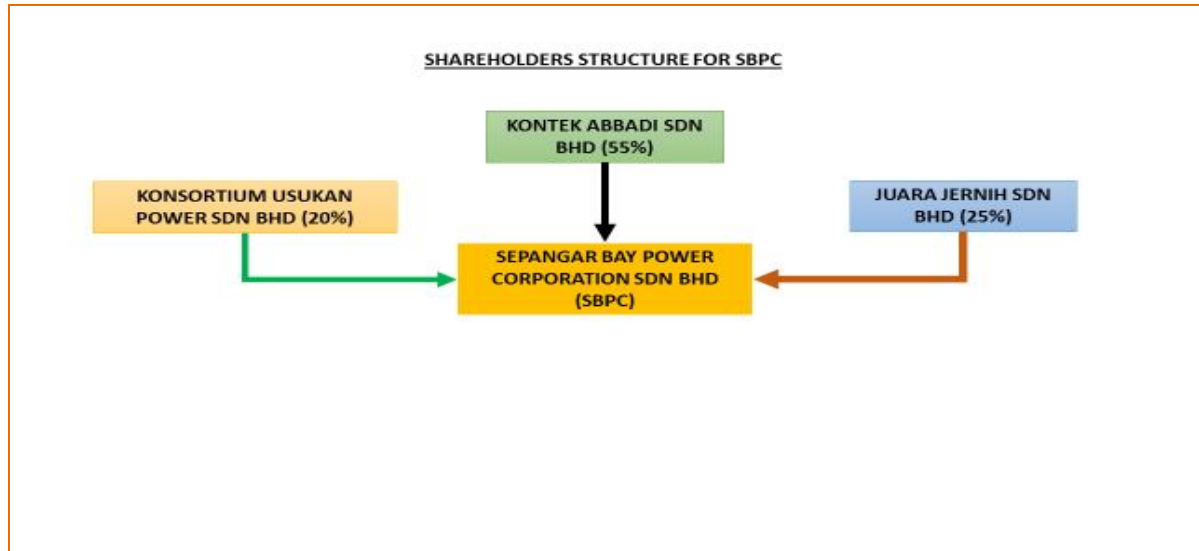 SHAREHOLDERS STRUCTURE FOR SBPC
KONTEK ABBADI SDN
BHD (55%)
KONSORTIUM USUKAN
POWER SDN BHD (20%)
JUARA JERNIH SDN
BHD (25%)
SEPANGAR BAY POWER
CORPORATION SDN BHD
(SBPC)